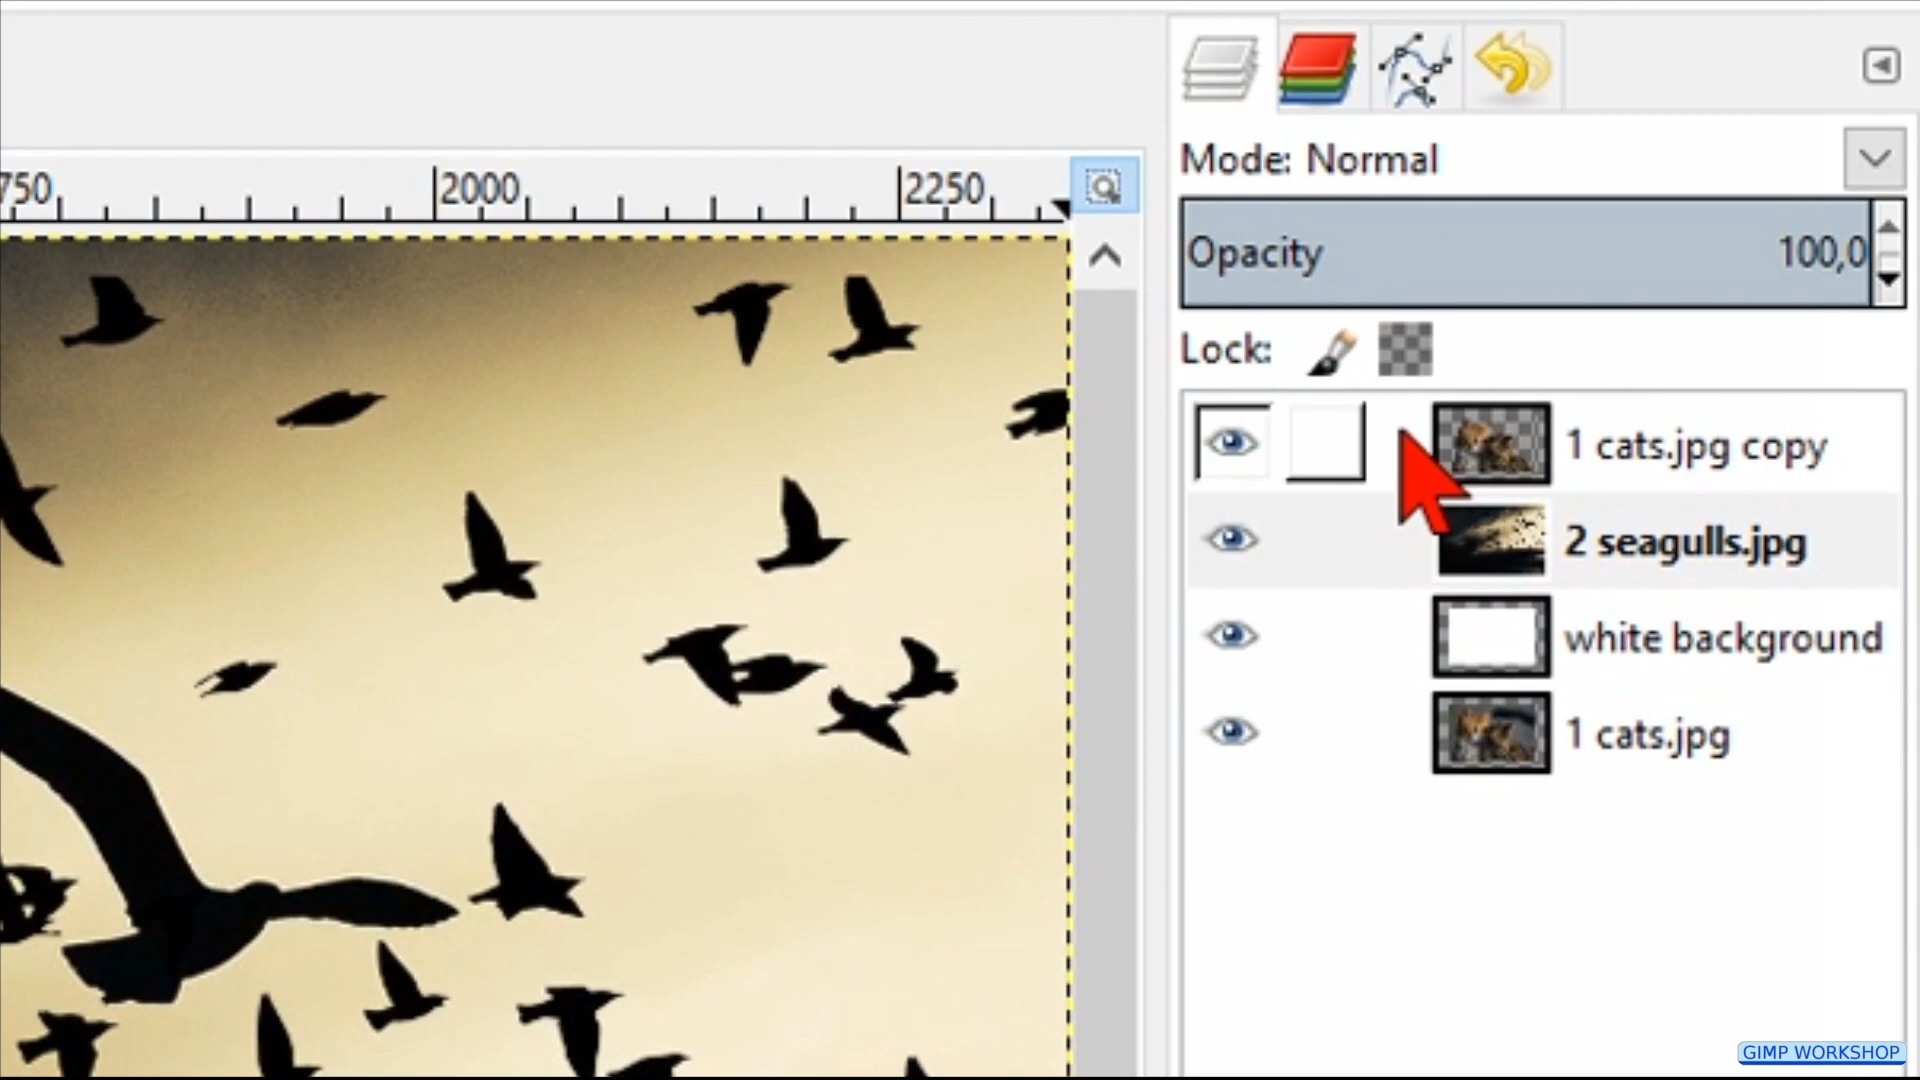 750
2000
2250
Mode: Normal
Opacity 100,0
Lock:
1 cats.jpg copy
2 seagulls.jpg
white background
1 cats.jpg
GIMP WORKSHOP